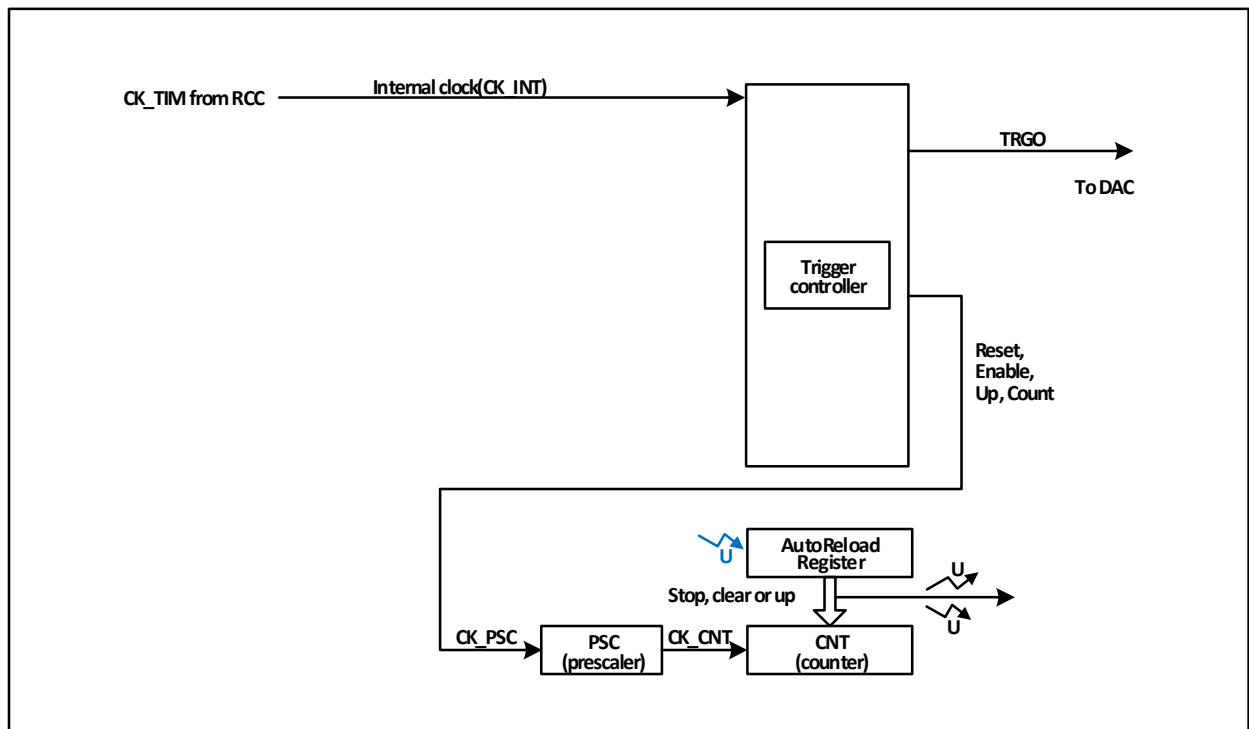 CK_TIM from RCC
Internal clock(CK_INT)
TRGO
To DAC
Trigger
controller
Reset,
Enable,
Up, Count
U
AutoReload
Register
Stop, clear or up
U
U
CK_PSC
PSC
(prescaler)
CK_CNT
CNT
(counter)